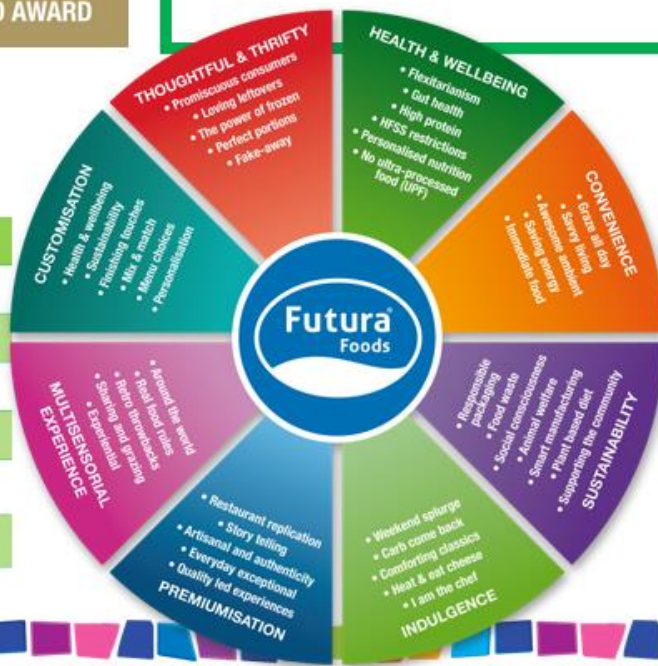 D AWARD
THOUGHTFUL & THRIFTY
• Promiscuous consumers
• Loving leftovers
• The power of frozen
• Perfect portions
• Fake-away
HEALTH & WELLBEING
• Flexitarianism
• Gut health
• High protein
• HFSS restrictions
• Personalised nutrition
• No ultra-processed
food (UPF)
CONVENIENCE
• Graze all day
• Savvy living
• Awesome ambient
• Saving energy
• Immediate food
• Responsible
packaging
• Food waste
• Social consciousness
• Animal welfare
• Smart manufacturing
• Plant based diet
• Supporting the community
SUSTAINABILITY
• Weekend splurge
• Carb come back
• Comforting classics
• Heat & eat cheese
• I am the chef
INDULGENCE
• Restaurant replication
• Story telling
• Artisanal and authenticity
• Everyday exceptional
• Quality led experiences
PREMIUMISATION
MULTISENSORIAL
EXPERIENCE
• Around the world
• Real food rules
• Retro throwbacks
• Sharing and grazing
• Experiential
CUSTOMISATION
• Health & wellbeing
• Sustainability
• Finishing touches
• Mix & match
• Menu choices
• Personalisation
Futura®
Foods